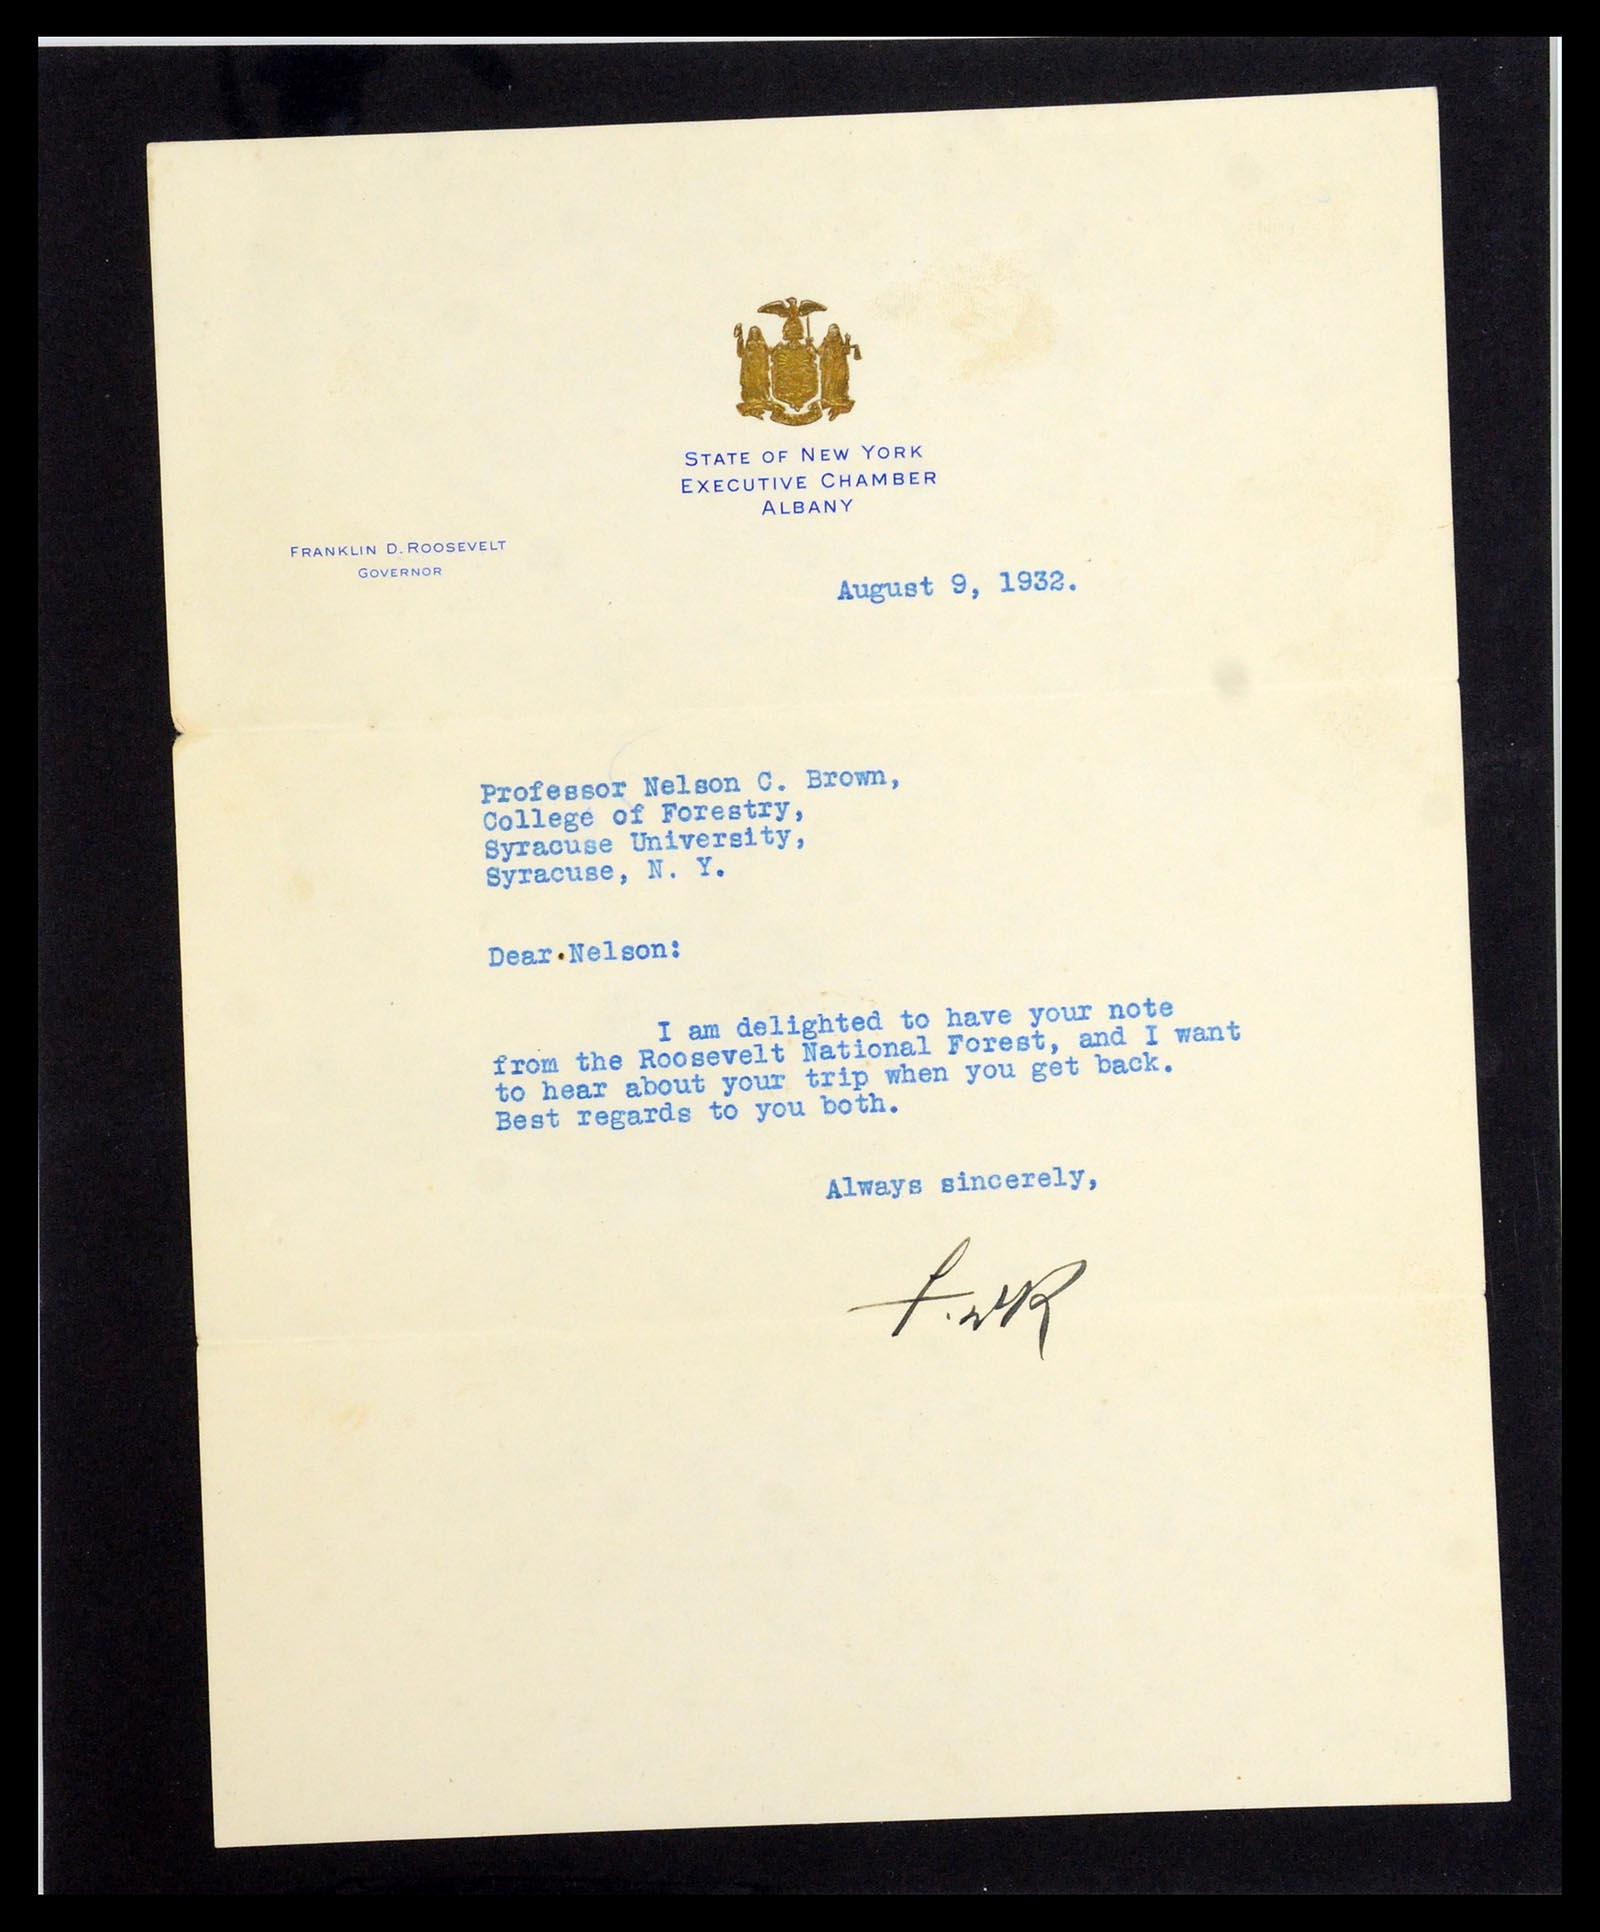 STATE OF NEW YORK
EXECUTIVE CHAMBER
ALBANY
FRANKLIN D. ROOSEVELT
GOVERNOR
August 9, 1932.
Professor Nelson C. Brown,
College of Forestry,
Syracuse University,
Syracuse, N. Y.
Dear Nelson:
I am delighted to have your note
from the Roosevelt National Forest, and I want
to hear about your trip when you get back.
Best regards to you both.
Always sincerely,
F.DR